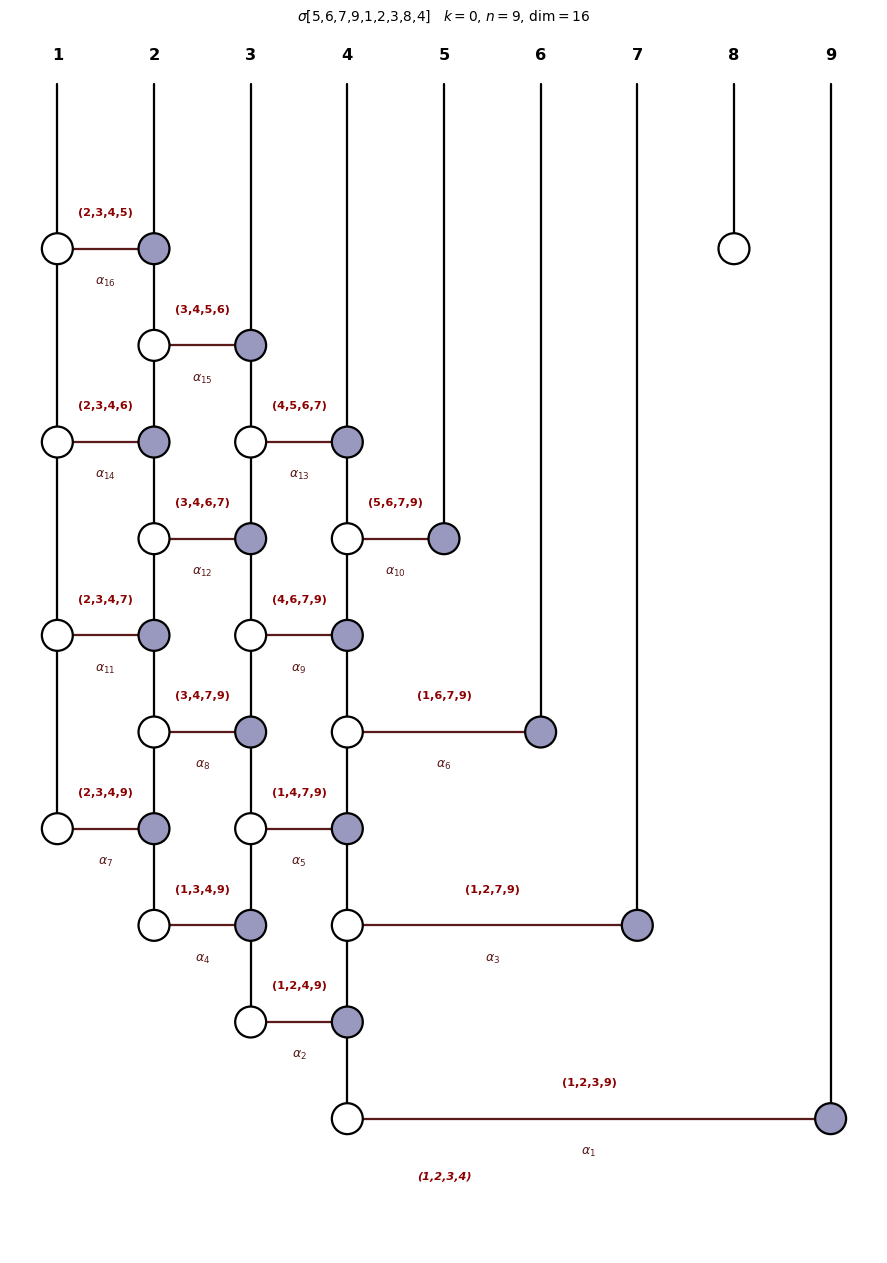 σ[5,6,7,9,1,2,3,8,4]   k = 0, n = 9, dim = 16
1 2 3 4 5 6 7 8 9
(2,3,4,5)
α₁₆
(3,4,5,6)
α₁₅
(2,3,4,6) (4,5,6,7)
α₁₄ α₁₃
(3,4,6,7) (5,6,7,9)
α₁₂ α₁₀
(2,3,4,7) (4,6,7,9)
α₁₁ α₉
(3,4,7,9) (1,6,7,9)
α₈ α₆
(2,3,4,9) (1,4,7,9)
α₇ α₅
(1,3,4,9) (1,2,7,9)
α₄ α₃
(1,2,4,9)
α₂
(1,2,3,9)
α₁
(1,2,3,4)